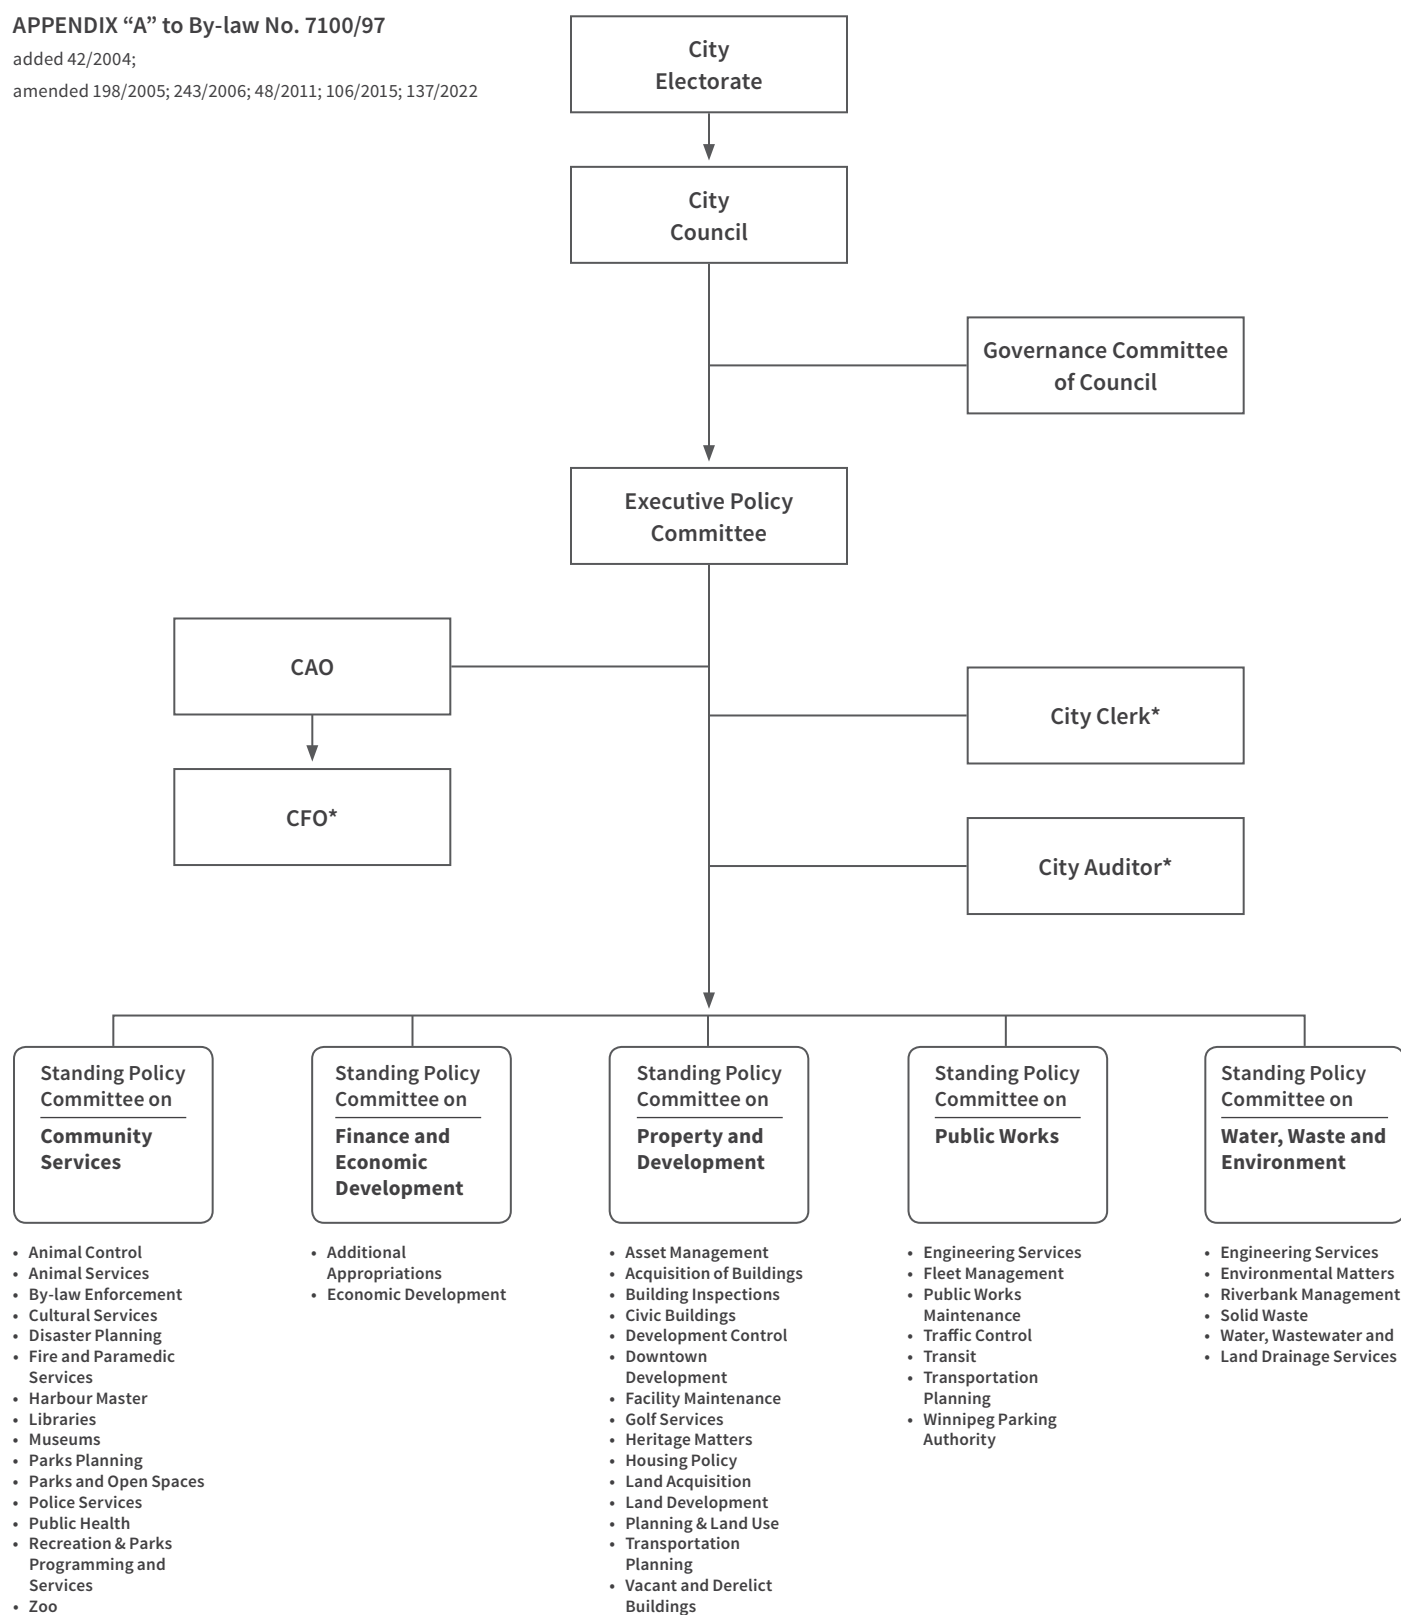 APPENDIX “A” to By-law No. 7100/97
added 42/2004;
amended 198/2005; 243/2006; 48/2011; 106/2015; 137/2022
City
Electorate
City
Council
Governance Committee
of Council
Executive Policy
Committee
CAO
City Clerk*
CFO*
City Auditor*
Standing Policy
Committee on
Community
Services
• Animal Control
• Animal Services
• By-law Enforcement
• Cultural Services
• Disaster Planning
• Fire and Paramedic
Services
• Harbour Master
• Libraries
• Museums
• Parks Planning
• Parks and Open Spaces
• Police Services
• Public Health
• Recreation & Parks
Programming and
Services
• Zoo
Standing Policy
Committee on
Finance and
Economic
Development
• Additional
Appropriations
• Economic Development
Standing Policy
Committee on
Property and
Development
• Asset Management
• Acquisition of Buildings
• Building Inspections
• Civic Buildings
• Development Control
• Downtown
Development
• Facility Maintenance
• Golf Services
• Heritage Matters
• Housing Policy
• Land Acquisition
• Land Development
• Planning & Land Use
• Transportation
Planning
• Vacant and Derelict
Buildings
Standing Policy
Committee on
Public Works
• Engineering Services
• Fleet Management
• Public Works
Maintenance
• Traffic Control
• Transit
• Transportation
Planning
• Winnipeg Parking
Authority
Standing Policy
Committee on
Water, Waste and
Environment
• Engineering Services
• Environmental Matters
• Riverbank Management
• Solid Waste
• Water, Wastewater and
• Land Drainage Services